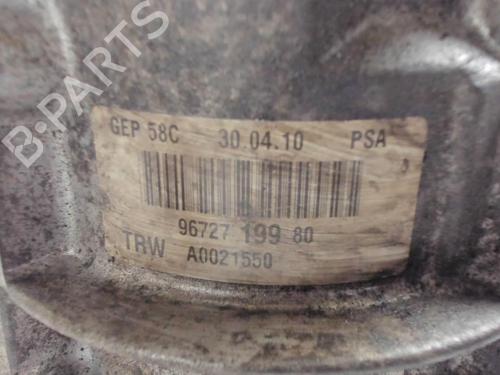 B-PARTS
GEP 58C 30.04.10 PSA
96727 199 80
TRW A0021550